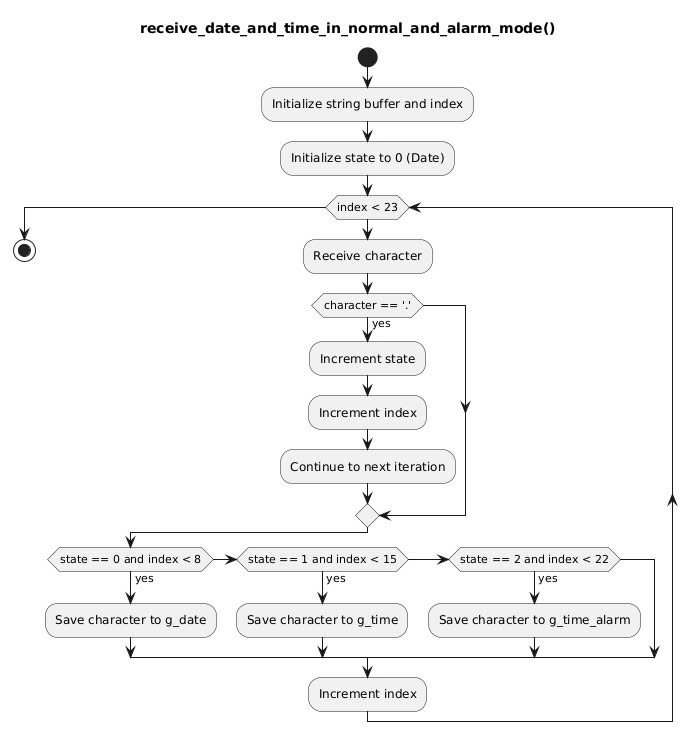 receive_date_and_time_in_normal_and_alarm_mode()
Initialize string buffer and index
Initialize state to 0 (Date)
index < 23
Receive character
character == '.'
yes
Increment state
Increment index
Continue to next iteration
state == 0 and index < 8
state == 1 and index < 15
state == 2 and index < 22
yes
yes
yes
Save character to g_date
Save character to g_time
Save character to g_time_alarm
Increment index